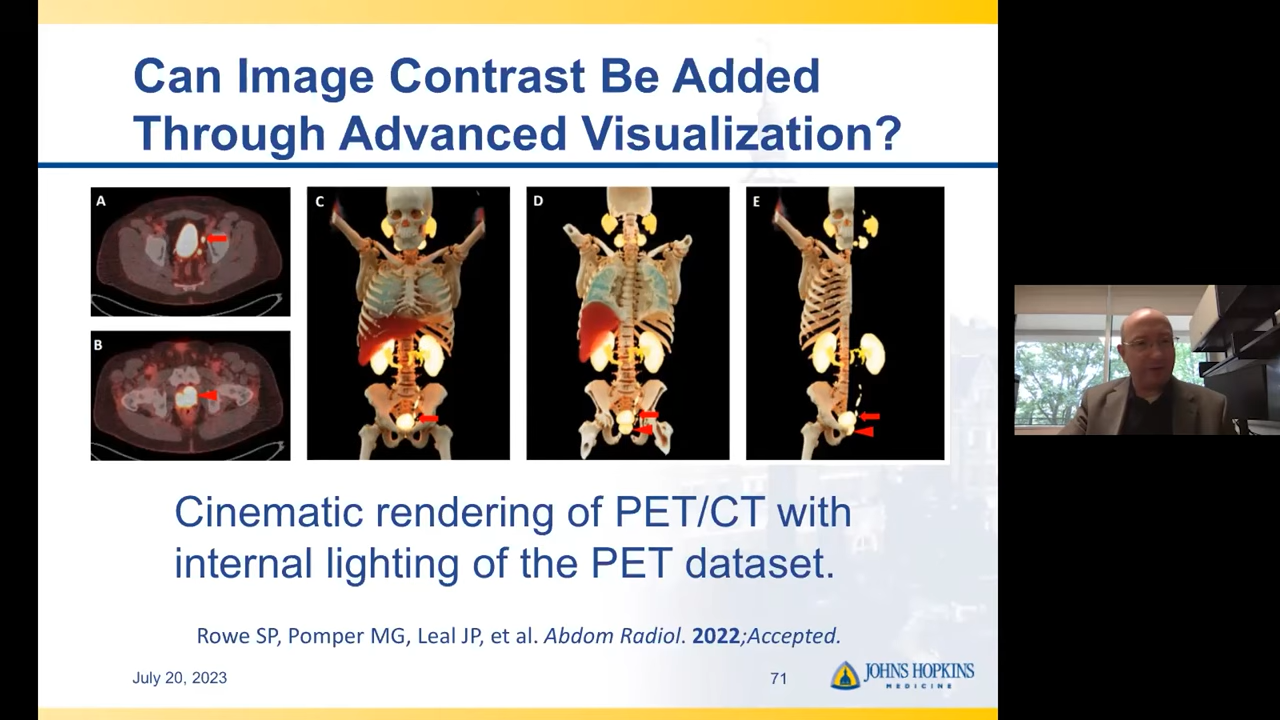 Can Image Contrast Be Added
Through Advanced Visualization?
A
B
C
D
E
Cinematic rendering of PET/CT with
internal lighting of the PET dataset.
Rowe SP, Pomper MG, Leal JP, et al. Abdom Radiol. 2022;Accepted.
July 20, 2023
71
JOHNS HOPKINS
MEDICINE